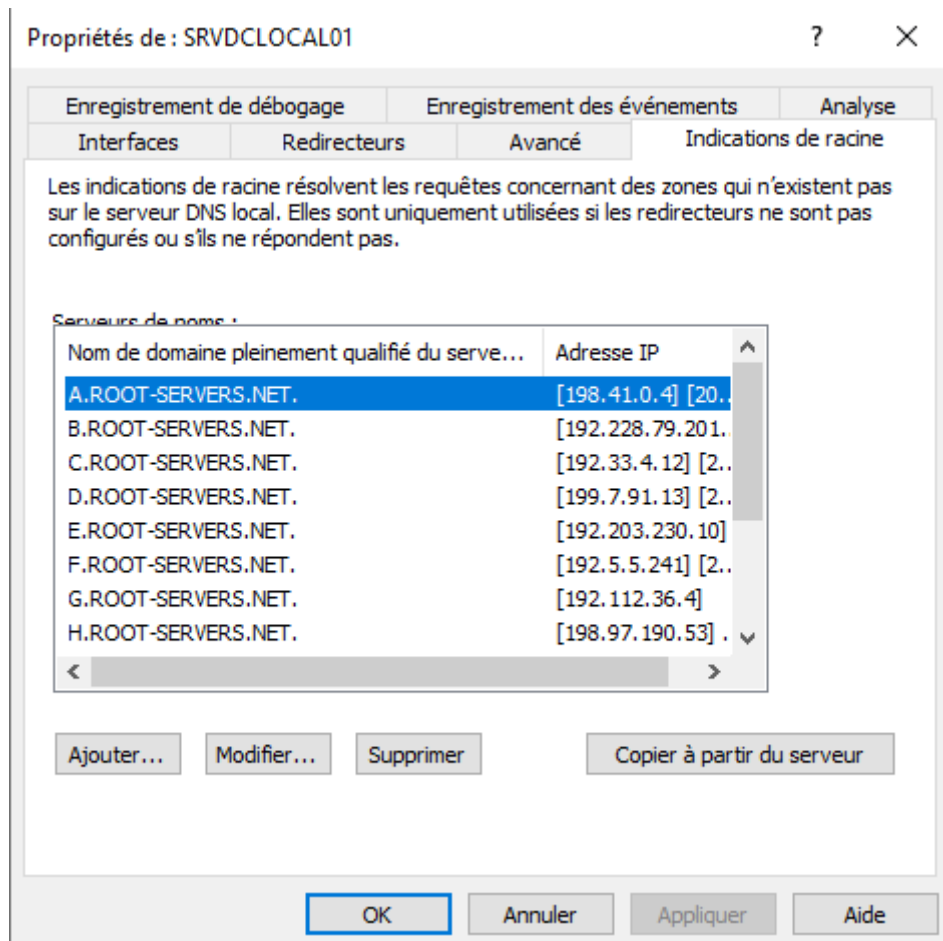 Propriétés de : SRVDCLOCAL01 ? ×
Enregistrement de débogage Enregistrement des événements Analyse
Interfaces Redirecteurs Avancé Indications de racine
Les indications de racine résolvent les requêtes concernant des zones qui n'existent pas
sur le serveur DNS local. Elles sont uniquement utilisées si les redirecteurs ne sont pas
configurés ou s'ils ne répondent pas.
Serveurs de noms :
Nom de domaine pleinement qualifié du serve... Adresse IP
A.ROOT-SERVERS.NET. [198.41.0.4] [20..
B.ROOT-SERVERS.NET. [192.228.79.201.
C.ROOT-SERVERS.NET. [192.33.4.12] [2..
D.ROOT-SERVERS.NET. [199.7.91.13] [2..
E.ROOT-SERVERS.NET. [192.203.230.10]
F.ROOT-SERVERS.NET. [192.5.5.241] [2..
G.ROOT-SERVERS.NET. [192.112.36.4]
H.ROOT-SERVERS.NET. [198.97.190.53] .
Ajouter... Modifier... Supprimer Copier à partir du serveur
OK Annuler Appliquer Aide